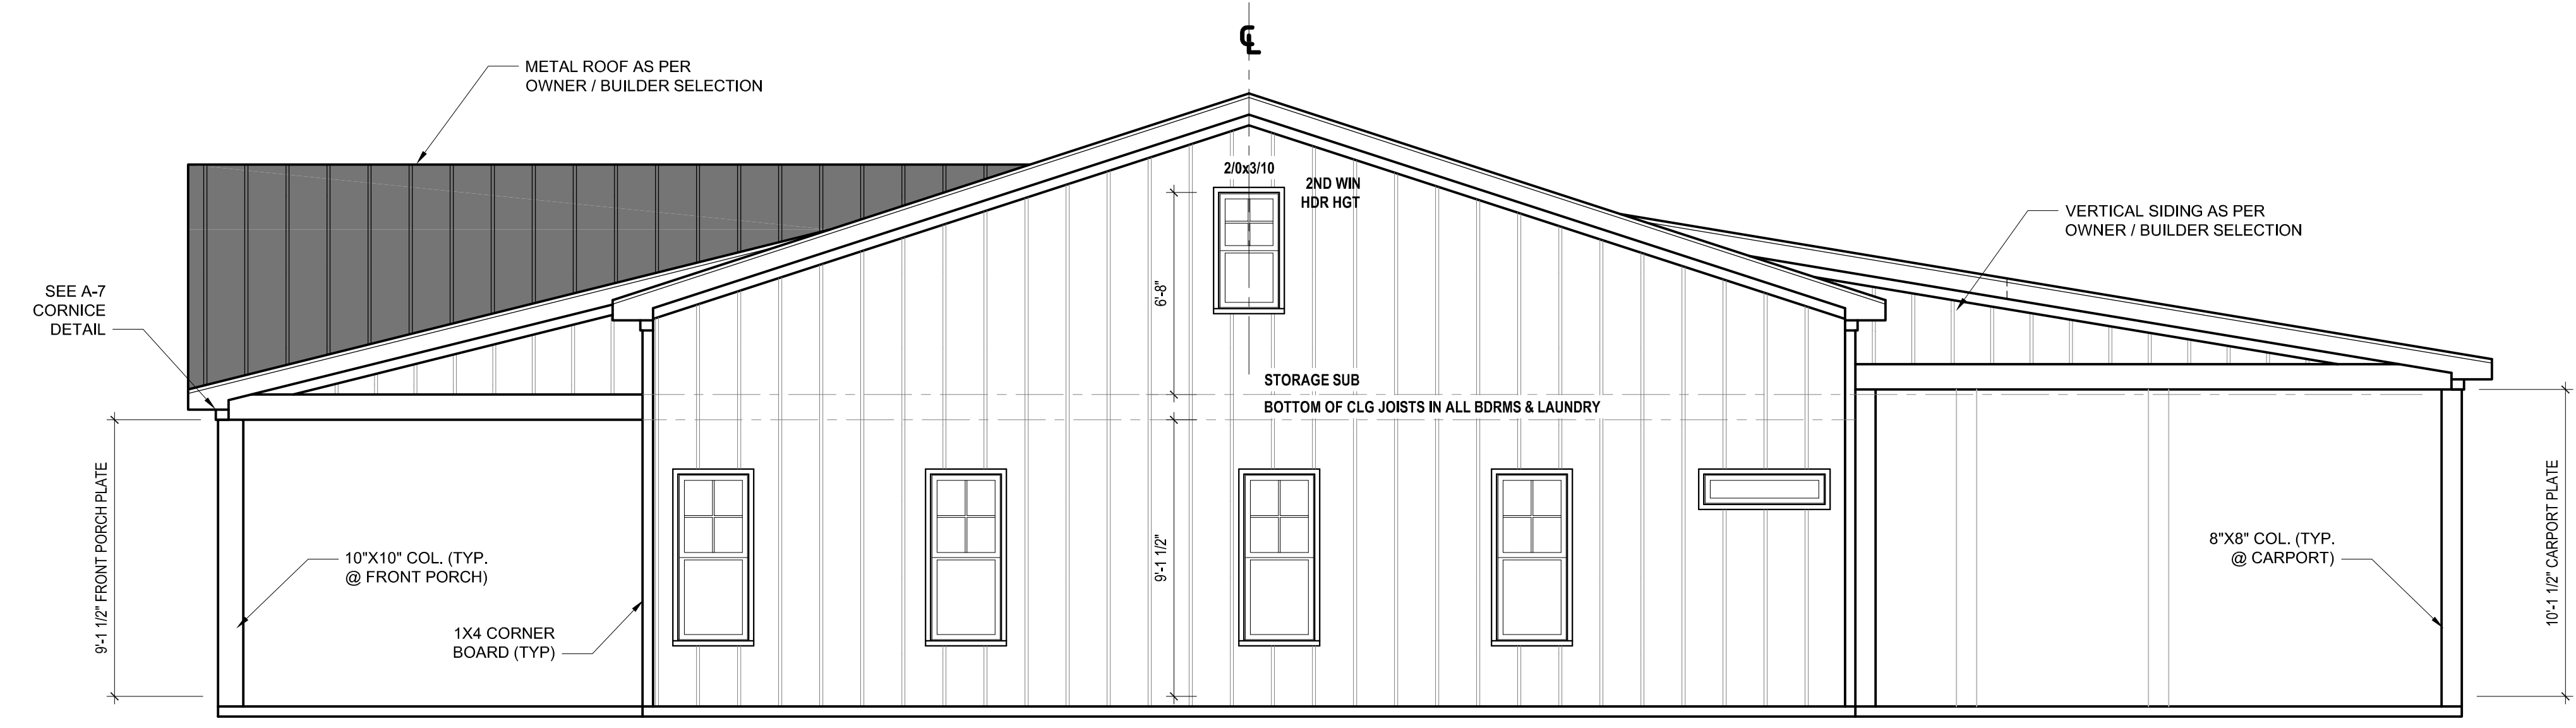 ℄
METAL ROOF AS PER
OWNER / BUILDER SELECTION
2/0x3/10
2ND WIN
HDR HGT
VERTICAL SIDING AS PER
OWNER / BUILDER SELECTION
SEE A-7
CORNICE
DETAIL
6'-8"
STORAGE SUB
BOTTOM OF CLG JOISTS IN ALL BDRMS & LAUNDRY
9'-1 1/2" FRONT PORCH PLATE
10"X10" COL. (TYP.
@ FRONT PORCH)
1X4 CORNER
BOARD (TYP)
9'-1 1/2"
8"X8" COL. (TYP.
@ CARPORT)
10'-1 1/2" CARPORT PLATE